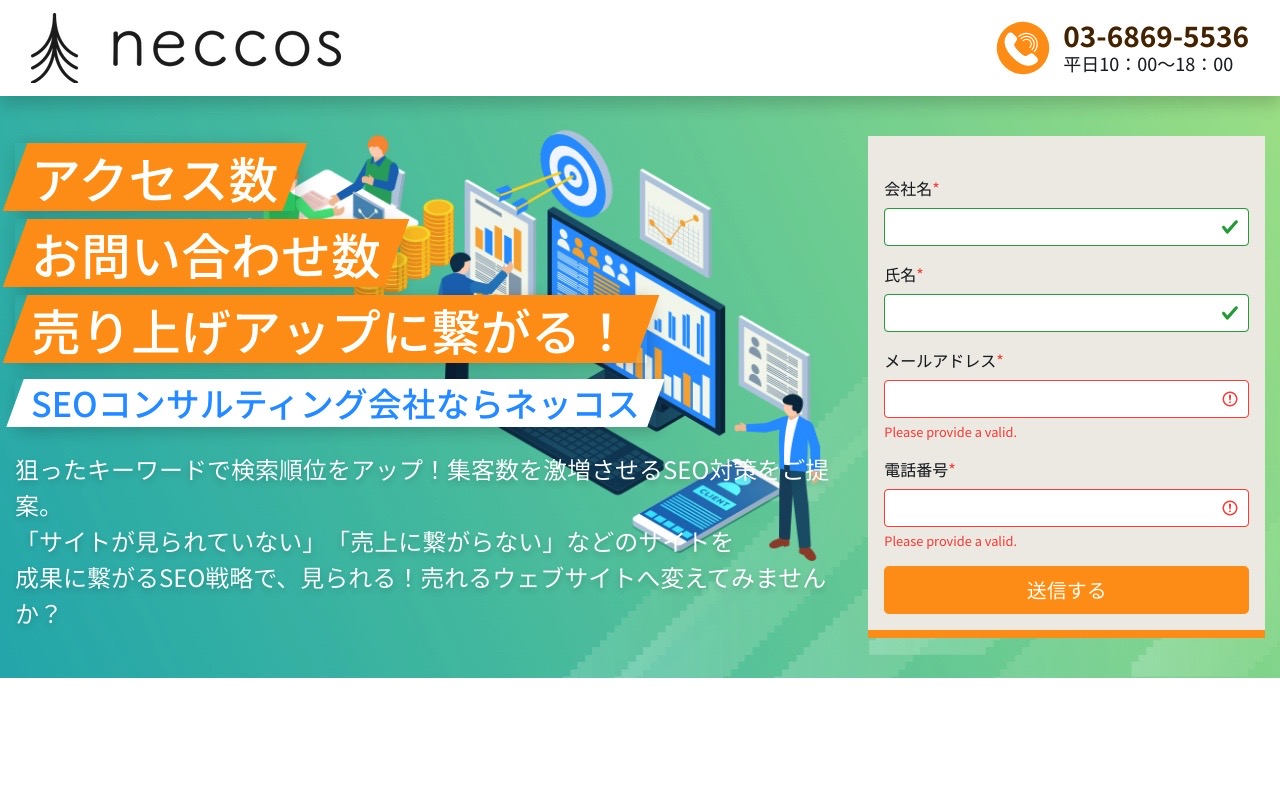 neccos
03-6869-5536
平日10：00〜18：00
アクセス数
お問い合わせ数
売り上げアップに繋がる！
SEOコンサルティング会社ならネッコス
狙ったキーワードで検索順位をアップ！集客数を激増させるSEO対策をご提
案。
「サイトが見られていない」「売上に繋がらない」などのサイトを
成果に繋がるSEO戦略で、見られる！売れるウェブサイトへ変えてみません
か？
CLIENT
会社名*
氏名*
メールアドレス*
Please provide a valid.
電話番号*
Please provide a valid.
送信する